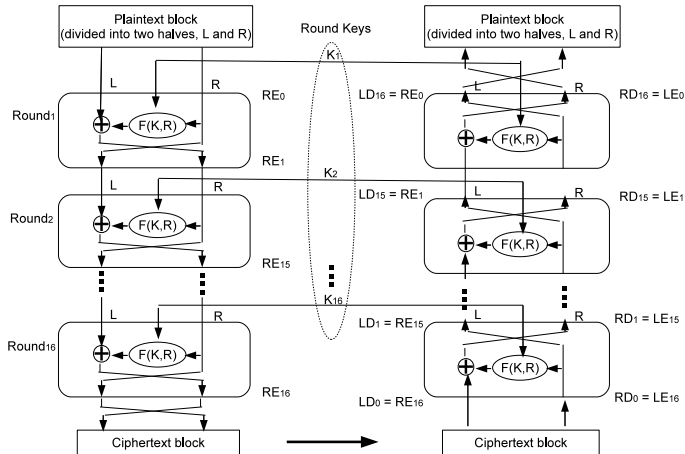 Plaintext block
(divided into two halves, L and R)
Round Keys
Plaintext block
(divided into two halves, L and R)
K1
L
R
RE0
LD16 = RE0
L
R
RD16 = LE0
Round1
F(K,R)
F(K,R)
RE1
L
R
K2
LD15 = RE1
L
R
RD15 = LE1
Round2
F(K,R)
F(K,R)
RE15
L
R
K16
LD1 = RE15
L
R
RD1 = LE15
Round16
F(K,R)
F(K,R)
RE16
LD0 = RE16
RD0 = LE16
Ciphertext block
Ciphertext block